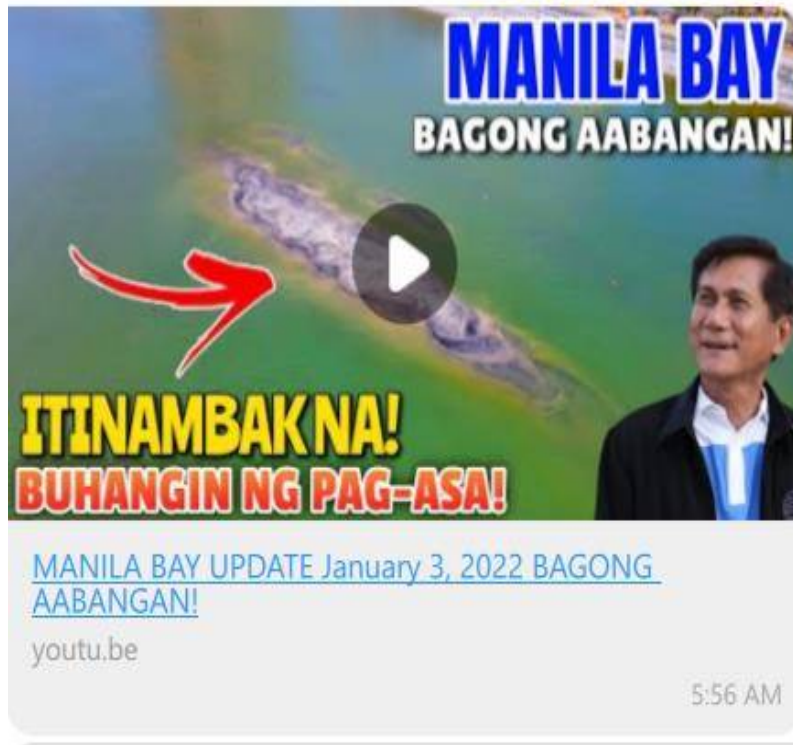 MANILA BAY
BAGONG AABANGAN!
ITINAMBAK NA!
BUHANGIN NG PAG-ASA!
MANILA BAY UPDATE January 3, 2022 BAGONG
AABANGAN!
youtu.be
5:56 AM